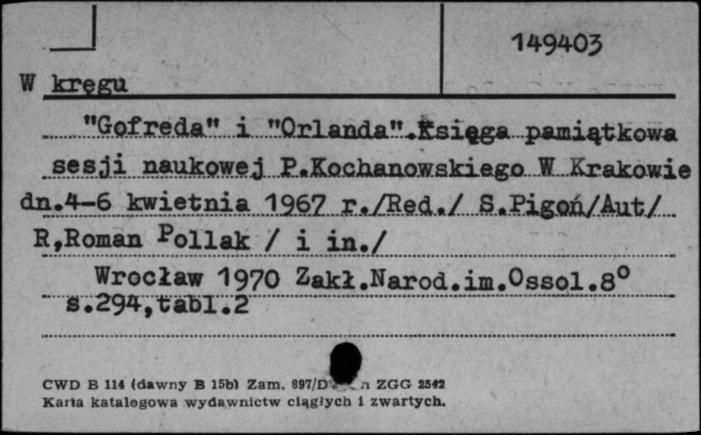 149403
W kręgu
"Gofreda" i "Orlanda".Księga pamiątkowa
sesji naukowej P.Kochanowskiego W Krakowie
dn.4-6 kwietnia 1967 r./Red./ S.Pigoń/Aut/
R,Roman Pollak / i in./
Wrocław 1970 Zakł.Narod.im.Ossol.8°
s.294,tabl.2
CWD B 114 (dawny B 15b) Zam. 897/D ZGG 2542
Karta katalogowa wydawnictw ciągłych i zwartych.